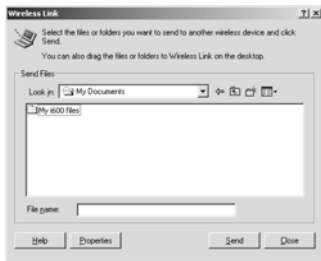 Wireless Link
Select the files or folders you want to send to another wireless device and click
Send.
You can also drag the files or folders to Wireless Link on the desktop.
Send Files
Look in: My Documents
My i600 files
File name:
Help Properties Send Close